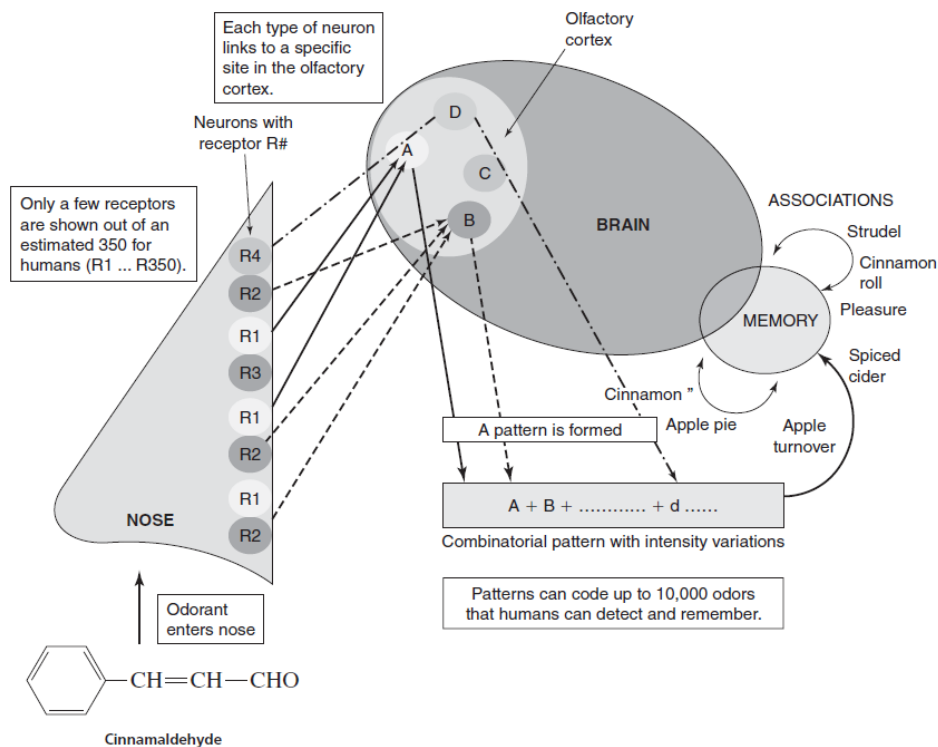 Each type of neuron
links to a specific
site in the olfactory
cortex.
Olfactory
cortex
Neurons with
receptor R#
Only a few receptors
are shown out of an
estimated 350 for
humans (R1 ... R350).
R4
R2
R1
R3
R1
R2
R1
R2
NOSE
D
A
C
B
BRAIN
ASSOCIATIONS
Strudel
Cinnamon
roll
Pleasure
MEMORY
Spiced
cider
Cinnamon ”
Apple pie
Apple
turnover
A pattern is formed
A + B + ............ + d ......
Combinatorial pattern with intensity variations
Patterns can code up to 10,000 odors
that humans can detect and remember.
Odorant
enters nose
CH=CH—CHO
Cinnamaldehyde